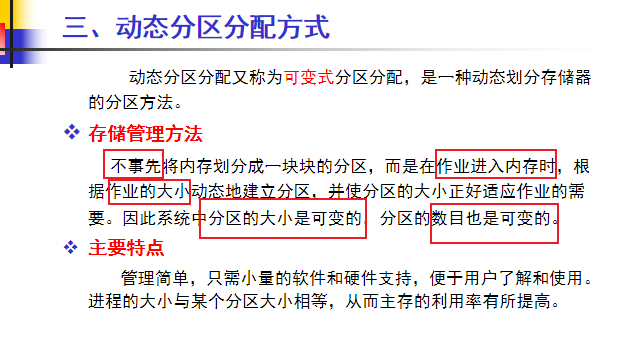 三、动态分区分配方式
动态分区分配又称为可变式分区分配，是一种动态划分存储器
的分区方法。
存储管理方法
不事先将内存划分成一块块的分区，而是在作业进入内存时，根
据作业的大小动态地建立分区，并使分区的大小正好适应作业的需
要。因此系统中分区的大小是可变的，分区的数目也是可变的。
主要特点
管理简单，只需小量的软件和硬件支持，便于用户了解和使用。
进程的大小与某个分区大小相等，从而主存的利用率有所提高。